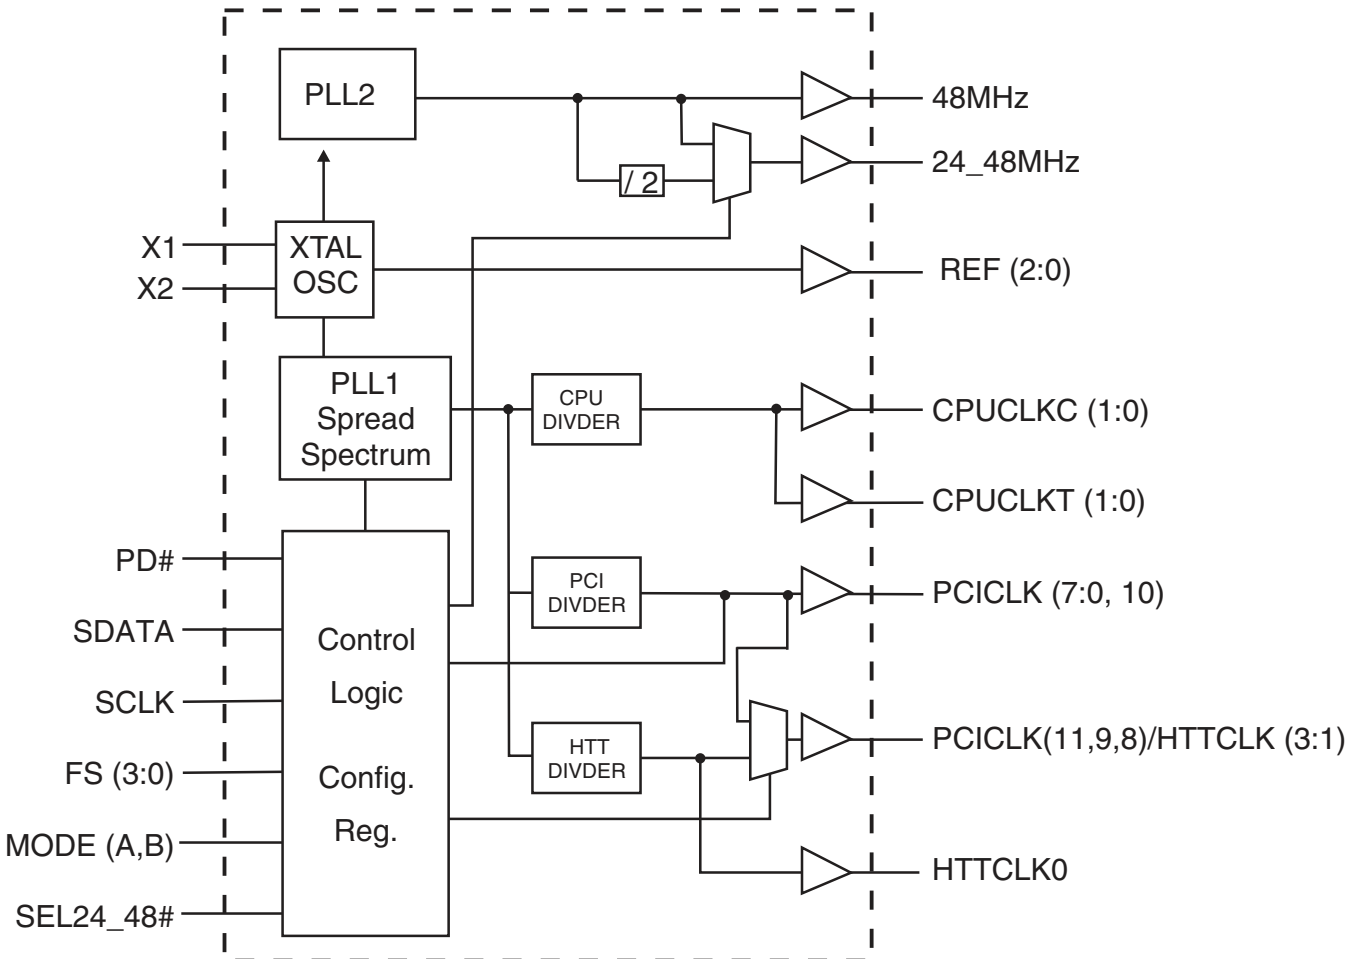 PLL2
48MHz
24_48MHz
/ 2
X1
XTAL
OSC
X2
REF (2:0)
PLL1
Spread
Spectrum
CPU
DIVDER
CPUCLKC (1:0)
CPUCLKT (1:0)
PD#
SDATA
SCLK
FS (3:0)
MODE (A,B)
SEL24_48#
Control
Logic
Config.
Reg.
PCI
DIVDER
PCICLK (7:0, 10)
HTT
DIVDER
PCICLK(11,9,8)/HTTCLK (3:1)
HTTCLK0